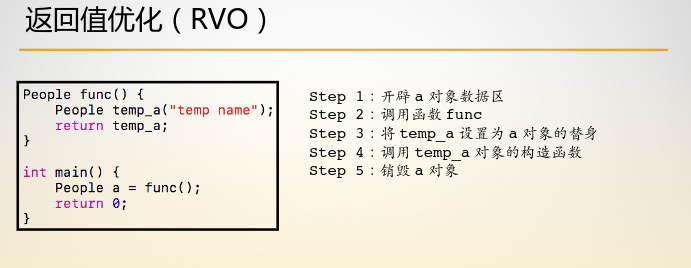 返回值优化（RVO）
People func() {
    People temp_a("temp name");
    return temp_a;
}
int main() {
    People a = func();
    return 0;
}
Step 1：开辟 a 对象数据区
Step 2：调用函数 func
Step 3：将 temp_a 设置为 a 对象的替身
Step 4：调用 temp_a 对象的构造函数
Step 5：销毁 a 对象